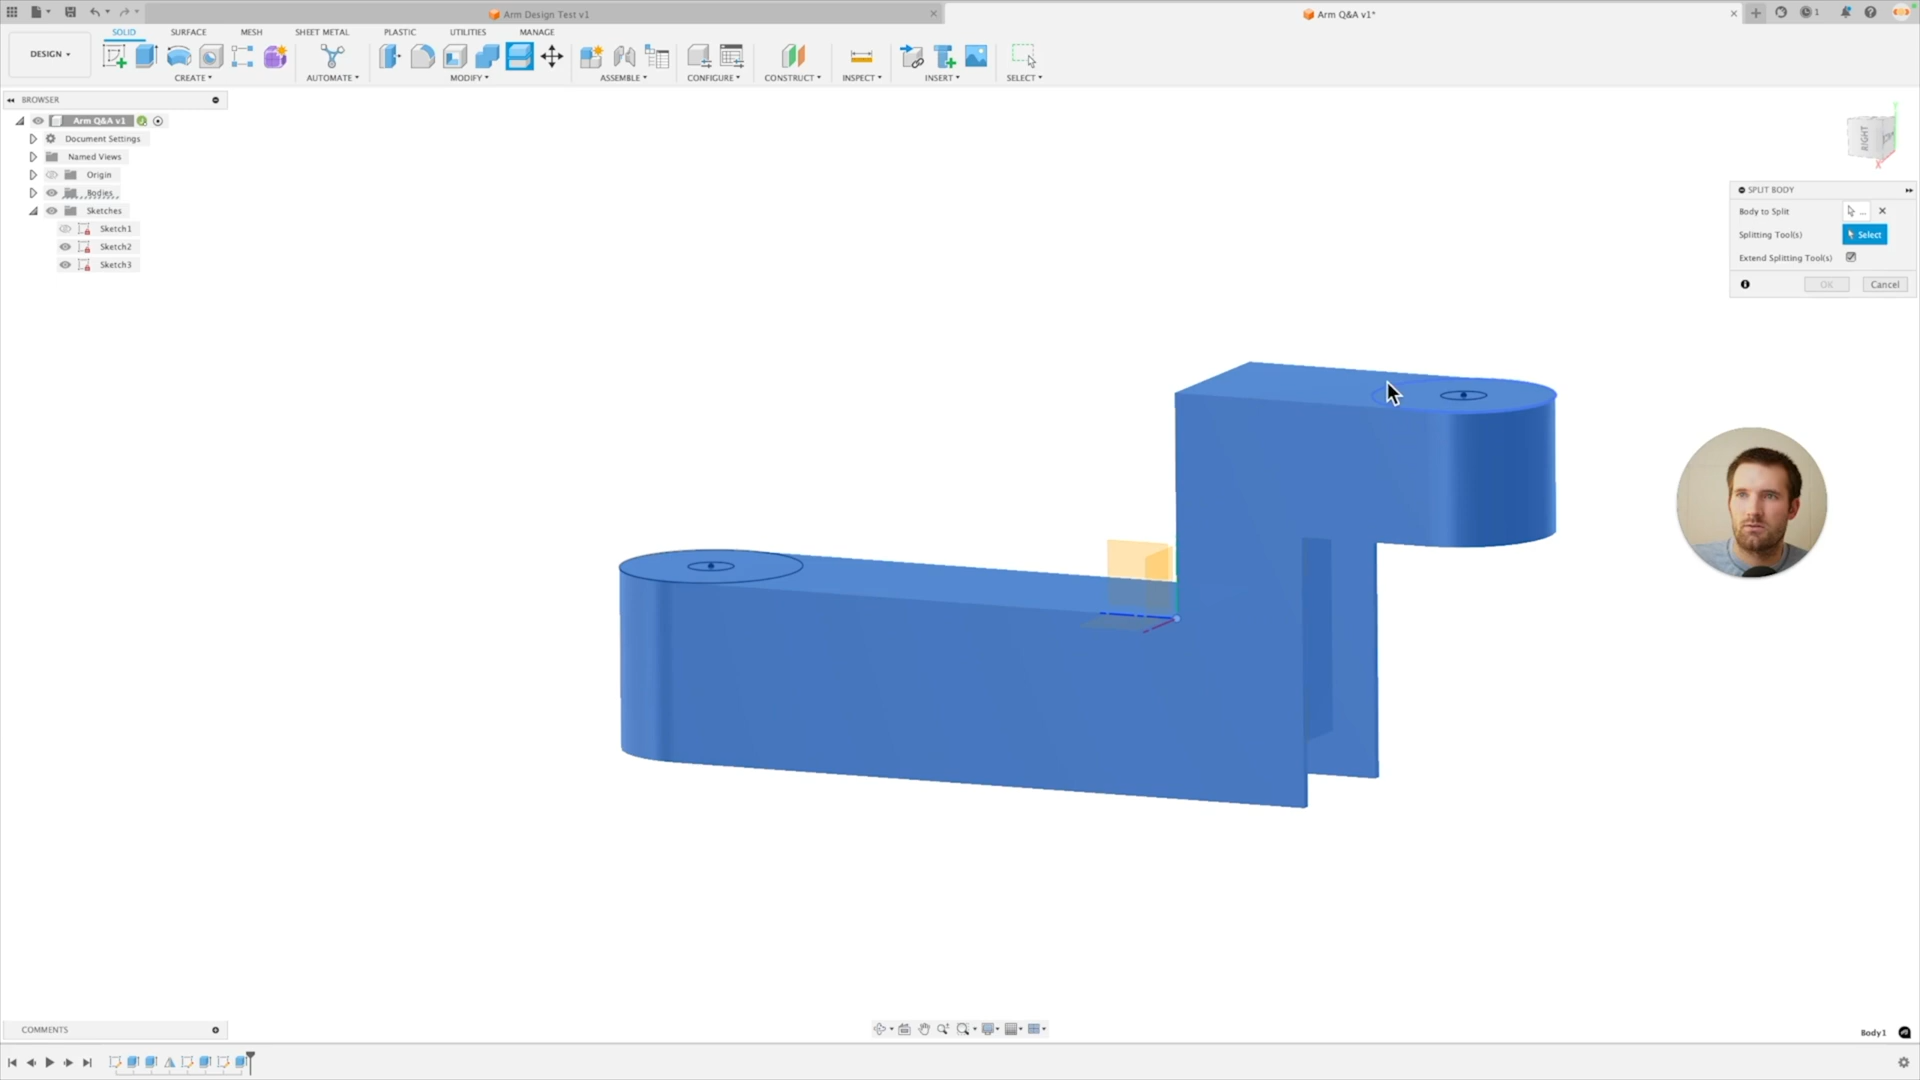 Arm Design Test v1
Arm Q&A v1*
1
DESIGN
SOLID
SURFACE
MESH
SHEET METAL
PLASTIC
UTILITIES
MANAGE
CREATE
AUTOMATE
MODIFY
ASSEMBLE
CONFIGURE
CONSTRUCT
INSPECT
INSERT
SELECT
BROWSER
Arm Q&A v1
Document Settings
Named Views
Origin
Bodies
Sketches
Sketch1
Sketch2
Sketch3
RIGHT
X
SPLIT BODY
Body to Split
...
Splitting Tool(s)
Select
Extend Splitting Tool(s)
OK
Cancel
COMMENTS
Body1